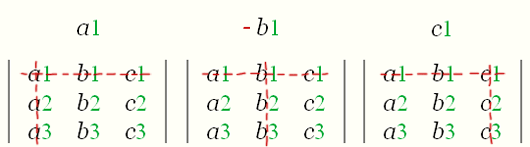 a1 -b1 c1
a1 b1 c1 a1 b1 c1 a1 b1 c1
a2 b2 c2 a2 b2 c2 a2 b2 c2
a3 b3 c3 a3 b3 c3 a3 b3 c3